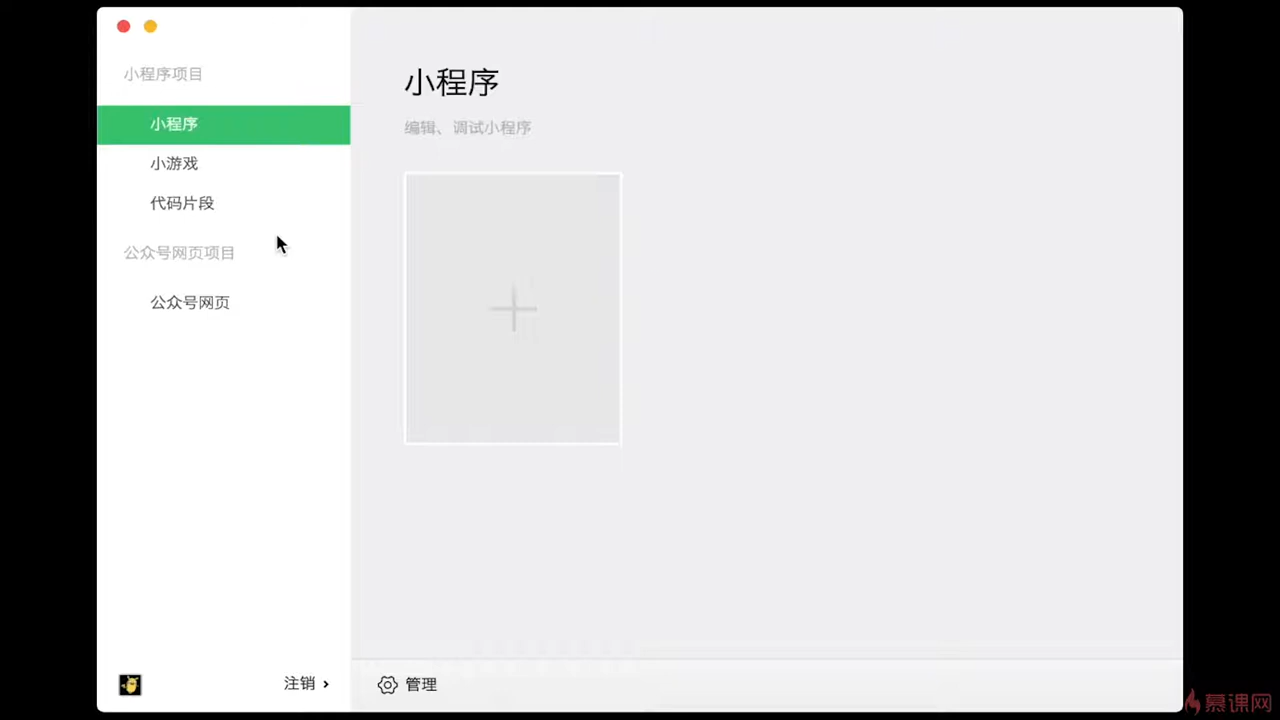 小程序项目
小程序
小游戏
代码片段
公众号网页项目
公众号网页
注销
小程序
编辑、调试小程序
管理
慕课网